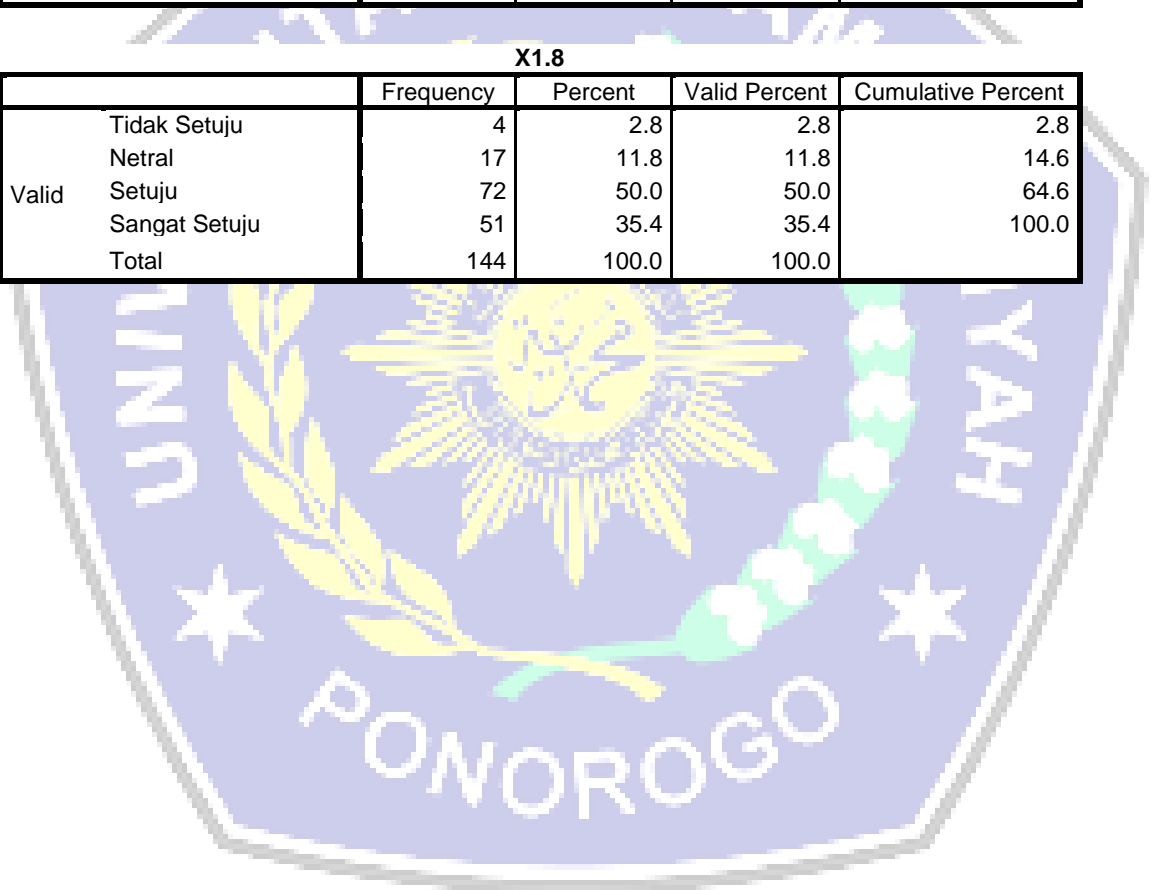 X1.8
Frequency Percent Valid Percent Cumulative Percent
Valid Tidak Setuju 4 2.8 2.8 2.8
Netral 17 11.8 11.8 14.6
Setuju 72 50.0 50.0 64.6
Sangat Setuju 51 35.4 35.4 100.0
Total 144 100.0 100.0
PONOROGO